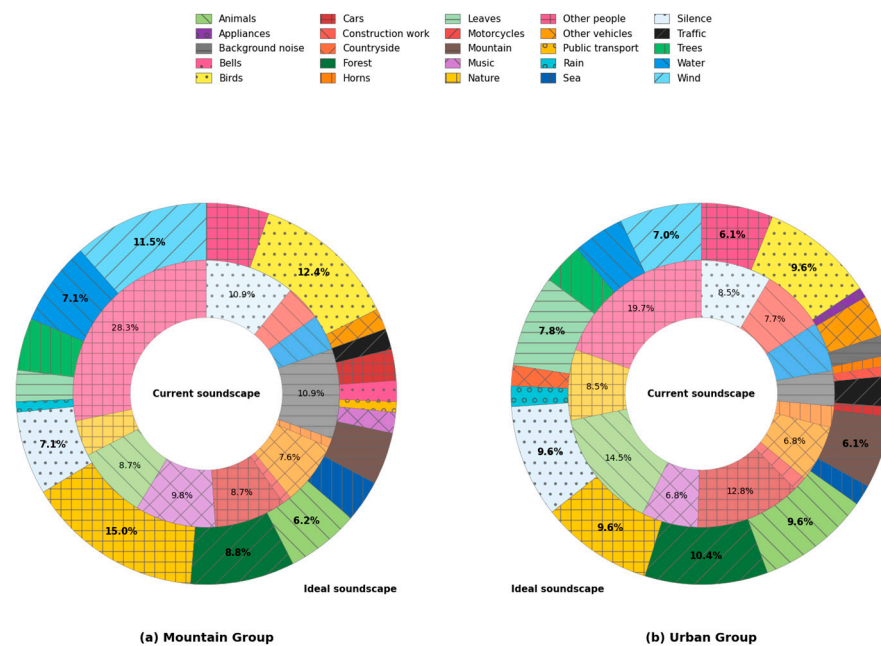 Animals Cars Leaves Other people Silence
Appliances Construction work Motorcycles Other vehicles Traffic
Background noise Countryside Mountain Public transport Trees
Bells Forest Music Rain Water
Birds Horns Nature Sea Wind
11.5%
12.4%
7.1%
28.3%
10.9%
Current soundscape
10.9%
7.1%
8.7%
9.8%
8.7%
7.6%
6.2%
15.0%
8.8%
Ideal soundscape
(a) Mountain Group
7.0%
6.1%
9.6%
7.8%
19.7%
8.5%
7.7%
8.5%
Current soundscape
9.6%
14.5%
6.8%
12.8%
6.8%
6.1%
9.6%
9.6%
10.4%
Ideal soundscape
(b) Urban Group